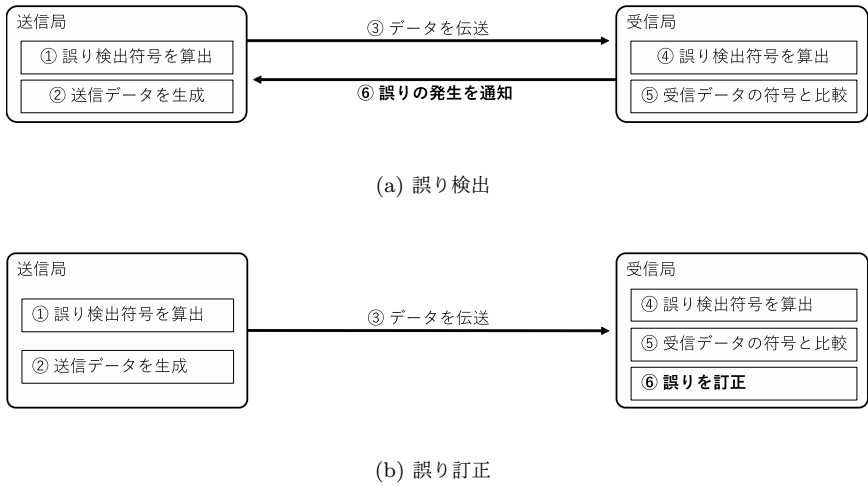 送信局
① 誤り検出符号を算出
② 送信データを生成
③ データを伝送
⑥ 誤りの発生を通知
受信局
④ 誤り検出符号を算出
⑤ 受信データの符号と比較
(a) 誤り検出
送信局
① 誤り検出符号を算出
② 送信データを生成
③ データを伝送
受信局
④ 誤り検出符号を算出
⑤ 受信データの符号と比較
⑥ 誤りを訂正
(b) 誤り訂正